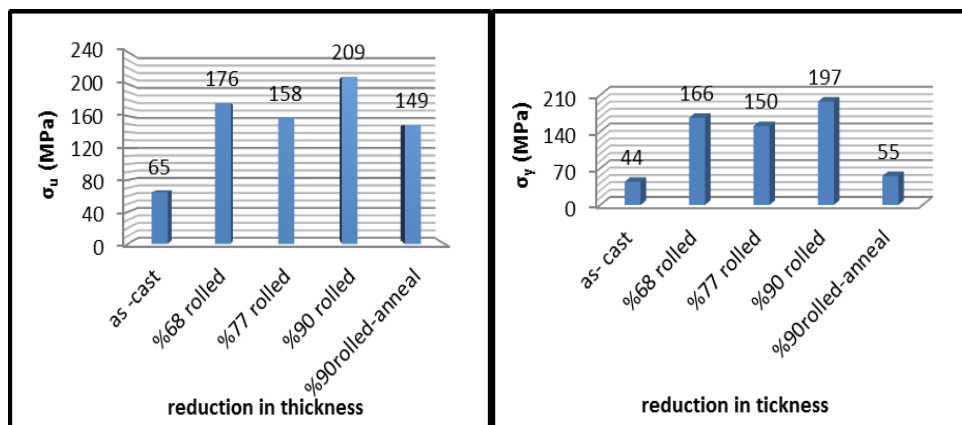 240
200
160
120
80
40
0
σu (MPa)
65
176
158
209
149
as -cast
%68 rolled
%77 rolled
%90 rolled
%90rolled-anneal
reduction in thickness
210
140
70
0
σy (MPa)
44
166
150
197
55
as- cast
%68 rolled
%77 rolled
%90 rolled
%90rolled-anneal
reduction in tickness